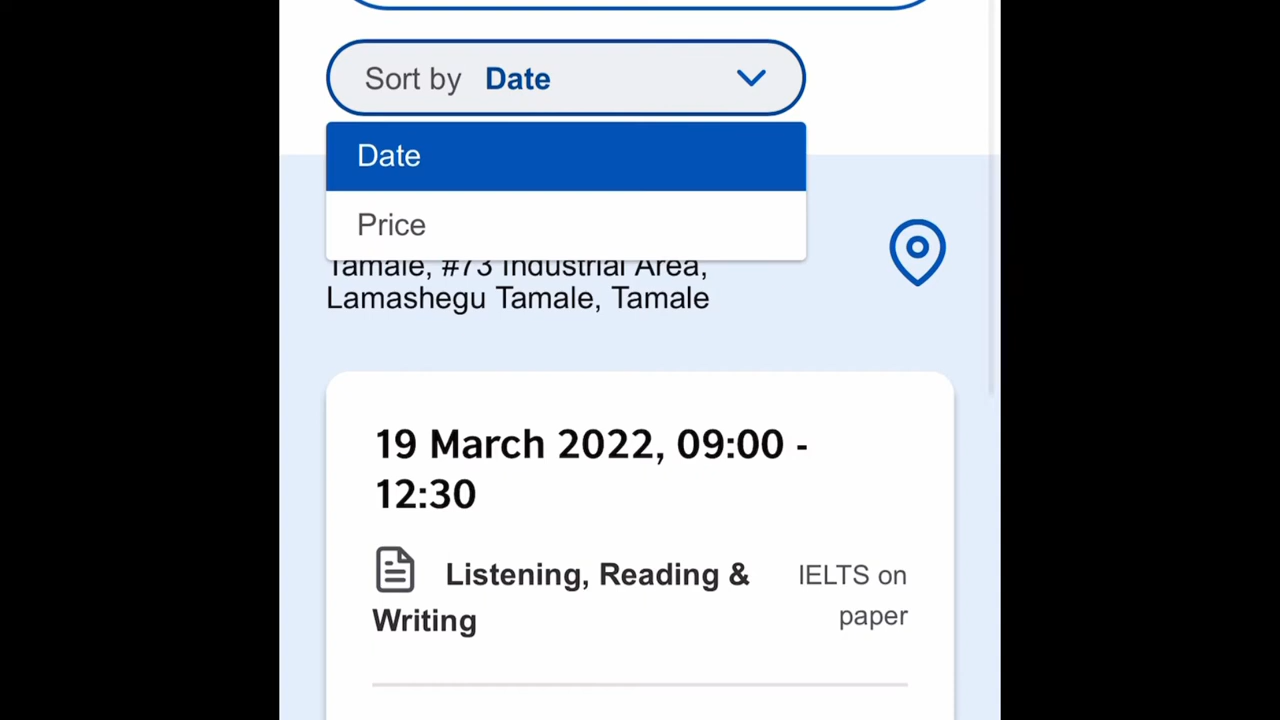 Sort by Date
Date
Price
Tamale, #73 Industrial Area,
Lamashegu Tamale, Tamale
19 March 2022, 09:00 -
12:30
Listening, Reading &
Writing
IELTS on
paper